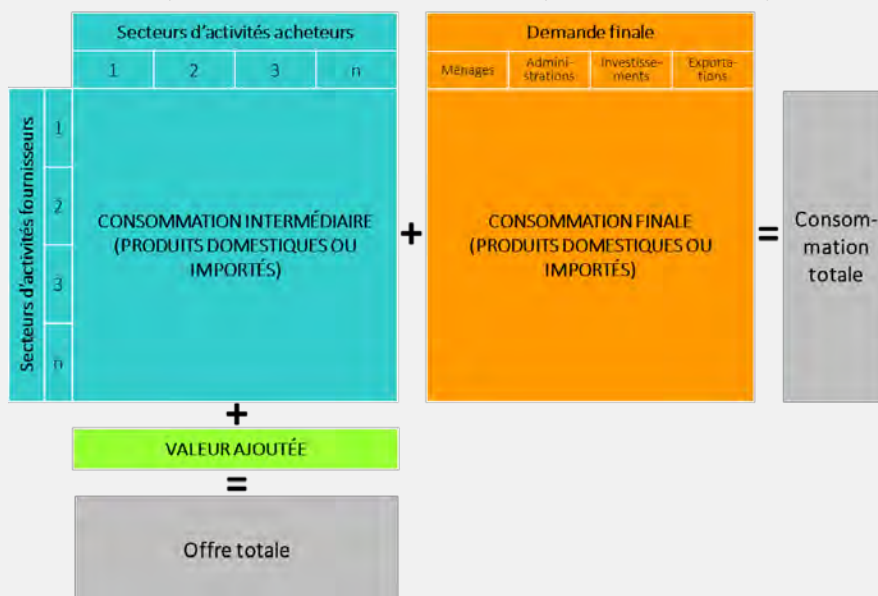 Secteurs d'activités acheteurs
1 2 3 n
Demande finale
Ménages
Admini-
strations
Investisse-
ments
Exporta-
tions
Secteurs d'activités fournisseurs
1
2
3
n
CONSOMMATION INTERMÉDIAIRE
(PRODUITS DOMESTIQUES OU
IMPORTÉS)
+
CONSOMMATION FINALE
(PRODUITS DOMESTIQUES OU
IMPORTÉS)
=
Consom-
mation
totale
+
VALEUR AJOUTÉE
=
Offre totale